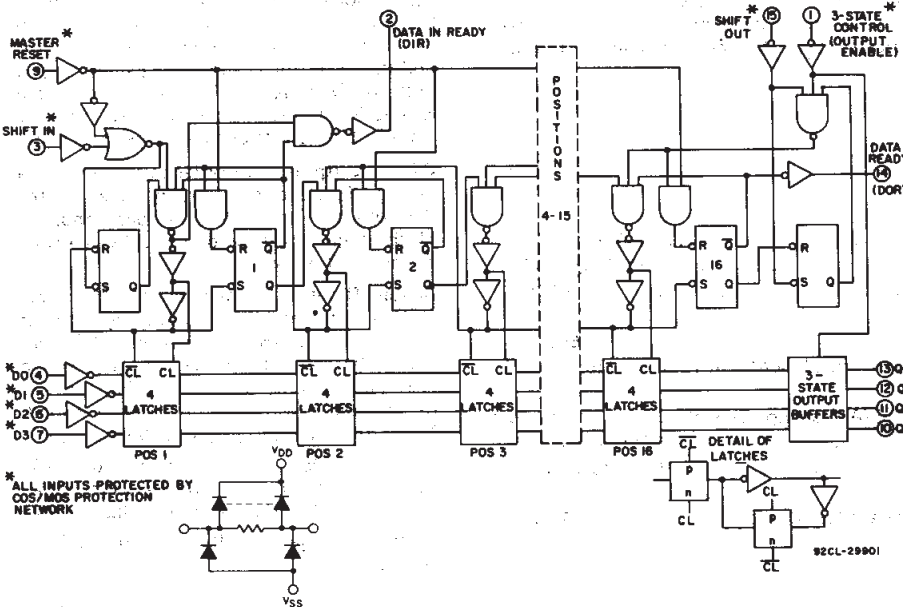 MASTER *
RESET
9
SHIFT IN *
3
2
DATA IN READY
(DIR)
SHIFT *
OUT
15
1
3-STATE *
CONTROL
(OUTPUT
ENABLE)
DATA
READY
14
(DOR
POSITIONS
4-15
R
S Q
1
R Q
S Q
2
R Q
S Q
16
R Q
S Q
R
S Q
*D0 4
*D1 5
*D2 6
*D3 7
CL CL
4
LATCHES
POS 1
CL CL
4
LATCHES
POS 2
CL CL
4
LATCHES
POS 3
CL CL
4
LATCHES
POS 16
3-
STATE
OUTPUT
BUFFERS
13 Q
12 Q
11 Q
10 Q
*ALL INPUTS PROTECTED BY
COS/MOS PROTECTION
NETWORK
VDD
VSS
DETAIL OF
LATCHES
CL
p
n
CL
CL
p
n
CL
92CL-29901